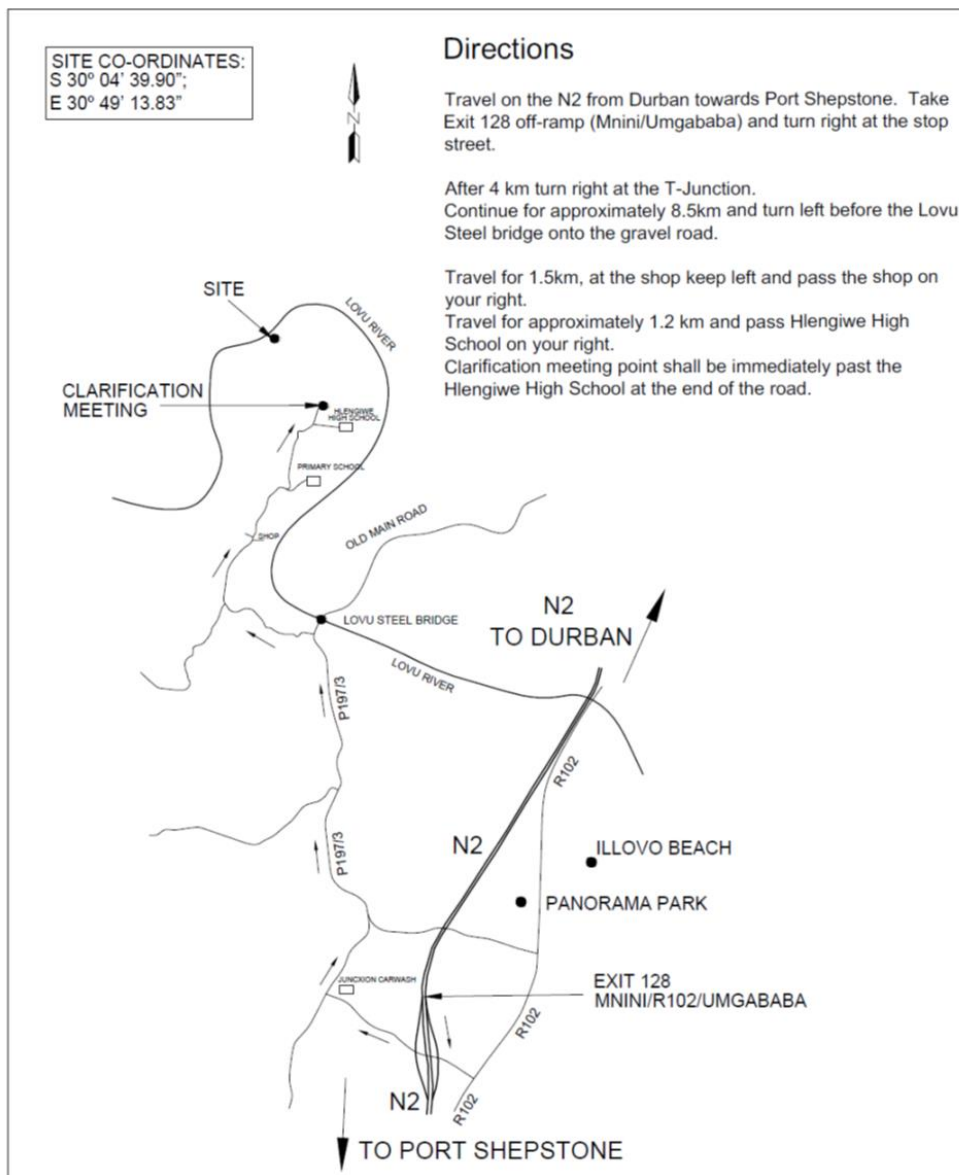 SITE CO-ORDINATES:
S 30º 04' 39.90";
E 30º 49' 13.83"
Directions
Travel on the N2 from Durban towards Port Shepstone. Take
Exit 128 off-ramp (Mnini/Umgababa) and turn right at the stop
street.
After 4 km turn right at the T-Junction.
Continue for approximately 8.5km and turn left before the Lovu
Steel bridge onto the gravel road.
Travel for 1.5km, at the shop keep left and pass the shop on
your right.
Travel for approximately 1.2 km and pass Hlengiwe High
School on your right.
Clarification meeting point shall be immediately past the
Hlengiwe High School at the end of the road.
N
SITE
LOVU RIVER
CLARIFICATION
MEETING
HLENGIWE
HIGH SCHOOL
PRIMARY SCHOOL
SHOP
OLD MAIN ROAD
LOVU STEEL BRIDGE
N2
TO DURBAN
LOVU RIVER
P197/3
R102
P197/3
N2
ILLOVO BEACH
PANORAMA PARK
JUNCXION CARWASH
EXIT 128
MNINI/R102/UMGABABA
R102
N2
R102
TO PORT SHEPSTONE